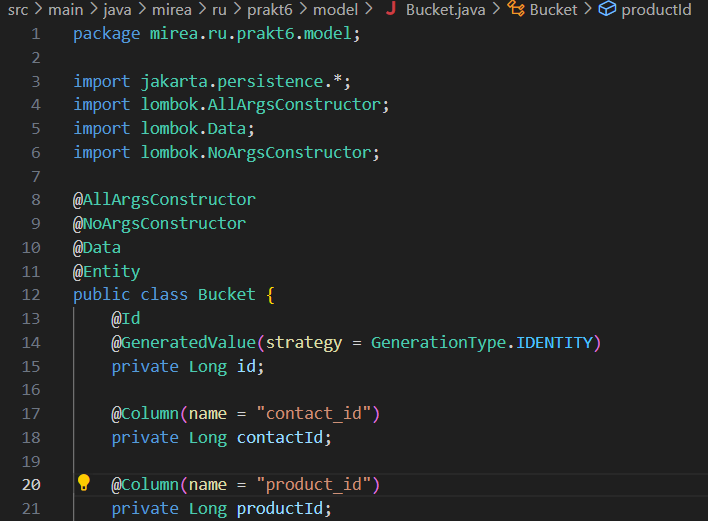 src > main > java > mirea > ru > prakt6 > model > J Bucket.java > Bucket > productId
1 package mirea.ru.prakt6.model;
2
3 import jakarta.persistence.*;
4 import lombok.AllArgsConstructor;
5 import lombok.Data;
6 import lombok.NoArgsConstructor;
7
8 @AllArgsConstructor
9 @NoArgsConstructor
10 @Data
11 @Entity
12 public class Bucket {
13 @Id
14 @GeneratedValue(strategy = GenerationType.IDENTITY)
15 private Long id;
16
17 @Column(name = "contact_id")
18 private Long contactId;
19
20 @Column(name = "product_id")
21 private Long productId;